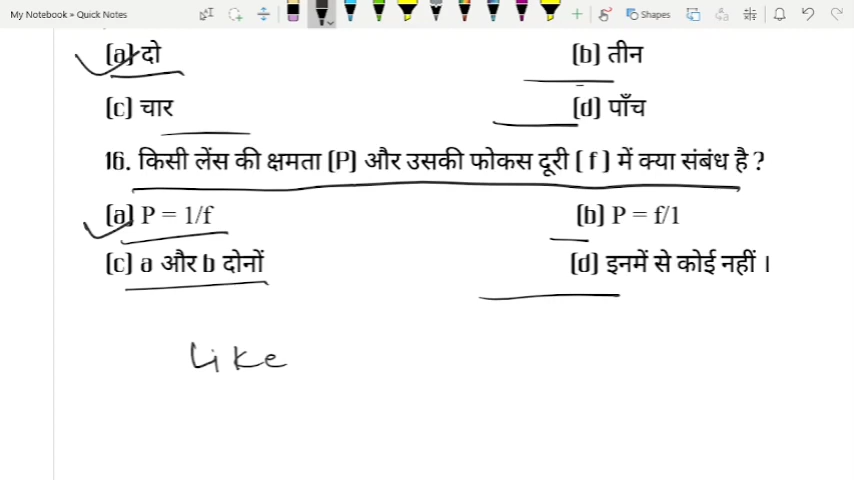 My Notebook » Quick Notes
Shapes
(a) दो (b) तीन
(c) चार (d) पाँच
16. किसी लेंस की क्षमता (P) और उसकी फोकस दूरी ( f ) में क्या संबंध है ?
(a) P = 1/f (b) P = f/1
(c) a और b दोनों (d) इनमें से कोई नहीं ।
Like